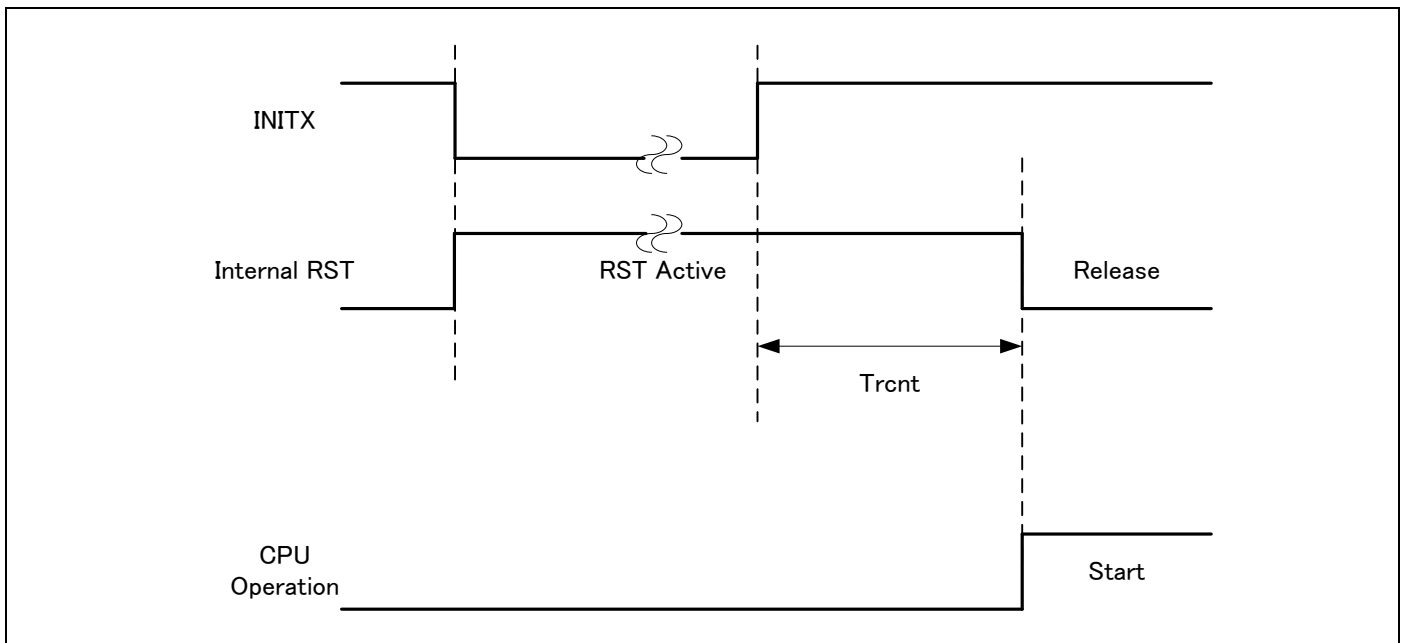 INITX
Internal RST
RST Active
Release
Trcnt
CPU
Operation
Start